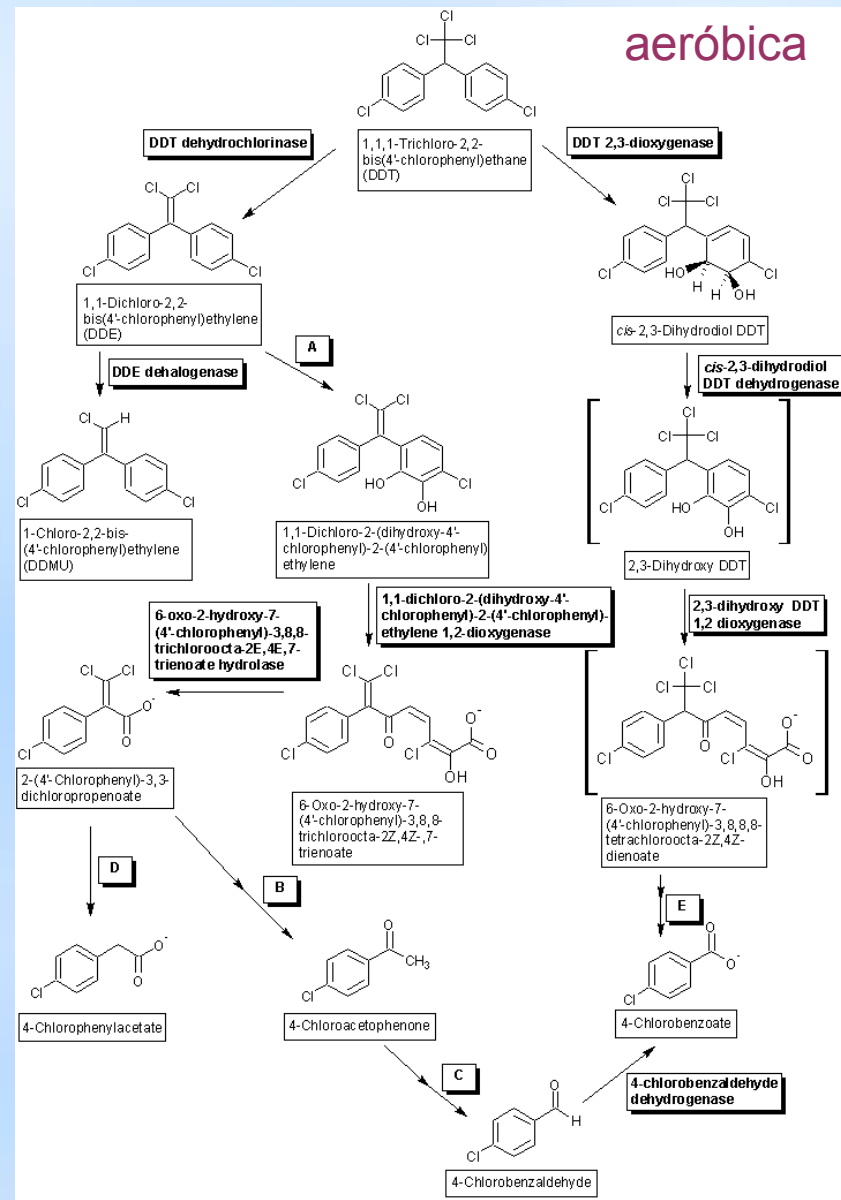 aeróbica
Cl
Cl
Cl
Cl
Cl
DDT dehydrochlorinase
1,1,1-Trichloro-2,2-
bis(4'-chlorophenyl)ethane
(DDT)
DDT 2,3-dioxygenase
Cl
Cl
Cl
Cl
1,1-Dichloro-2,2-
bis(4'-chlorophenyl)ethylene
(DDE)
Cl
Cl
Cl
Cl
Cl
HO
H
H
OH
cis-2,3-Dihydrodiol DDT
DDE dehalogenase
A
cis-2,3-dihydrodiol
DDT dehydrogenase
Cl
H
Cl
Cl
1-Chloro-2,2-bis-
(4'-chlorophenyl)ethylene
(DDMU)
Cl
Cl
Cl
Cl
HO
OH
1,1-Dichloro-2-(dihydroxy-4'-
chlorophenyl)-2-(4'-chlorophenyl)
ethylene
Cl
Cl
Cl
Cl
Cl
HO
OH
2,3-Dihydroxy DDT
6-oxo-2-hydroxy-7-
(4'-chlorophenyl)-3,8,8-
trichloroocta-2E,4E,7-
trienoate hydrolase
1,1-dichloro-2-(dihydroxy-4'-
chlorophenyl)-2-(4'-chlorophenyl)-
ethylene 1,2-dioxygenase
2,3-dihydroxy DDT
1,2 dioxygenase
Cl
Cl
O-
O
Cl
2-(4'-Chlorophenyl)-3,3-
dichloropropenoate
Cl
Cl
Cl
O
Cl
O-
O
OH
6-Oxo-2-hydroxy-7-
(4'-chlorophenyl)-3,8,8-
trichloroocta-2Z,4Z-,7-
trienoate
Cl
Cl
Cl
Cl
O
Cl
O-
O
OH
6-Oxo-2-hydroxy-7-
(4'-chlorophenyl)-3,8,8,8-
tetrachloroocta-2Z,4Z-
dienoate
D
B
E
O-
O
Cl
4-Chlorophenylacetate
O
CH3
Cl
4-Chloroacetophenone
O
O-
Cl
4-Chlorobenzoate
C
4-chlorobenzaldehyde
dehydrogenase
O
H
Cl
4-Chlorobenzaldehyde